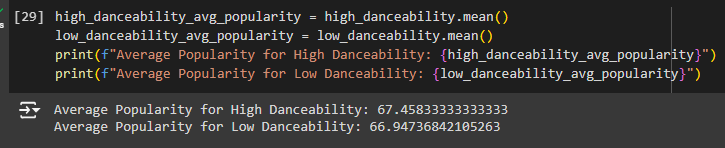 [29] high_danceability_avg_popularity = high_danceability.mean()
low_danceability_avg_popularity = low_danceability.mean()
print(f"Average Popularity for High Danceability: {high_danceability_avg_popularity}")
print(f"Average Popularity for Low Danceability: {low_danceability_avg_popularity}")
Average Popularity for High Danceability: 67.45833333333333
Average Popularity for Low Danceability: 66.94736842105263